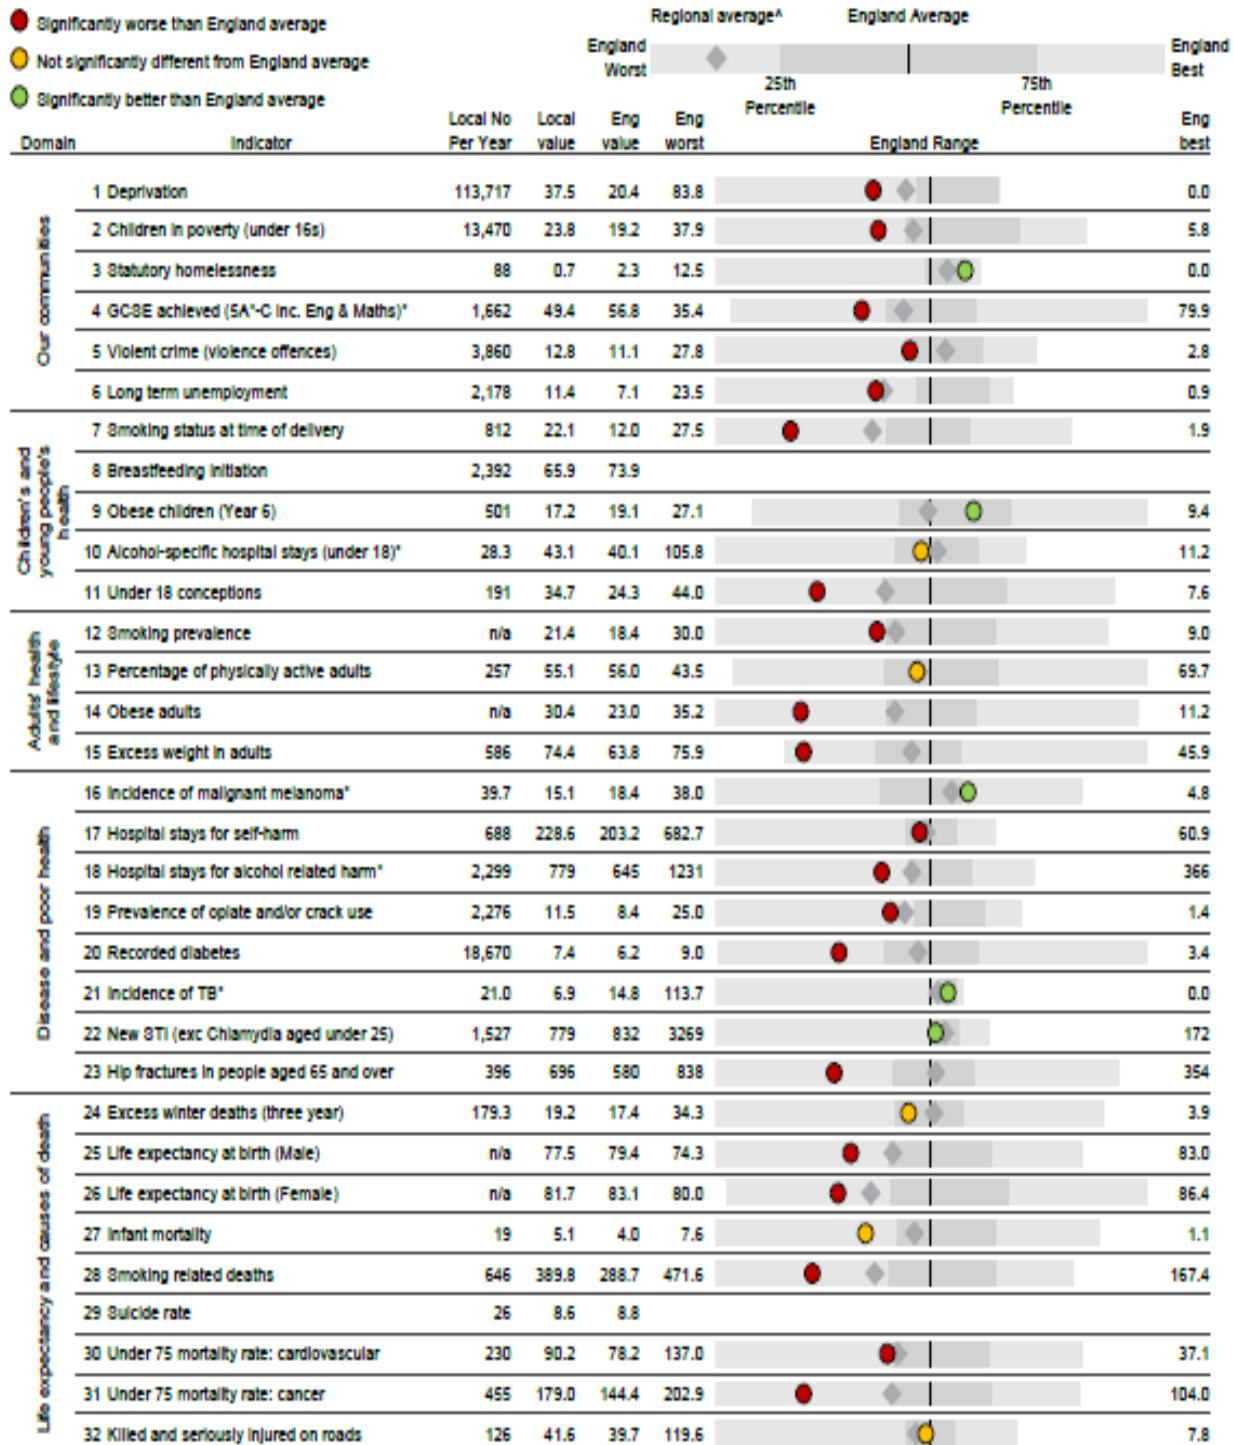 Significantly worse than England average
Not significantly different from England average
Significantly better than England average
Regional average^ England Average
England Worst England Best
25th Percentile 75th Percentile
Domain Indicator Local No Per Year Local value Eng value Eng worst England Range Eng best
Our communities
1 Deprivation 113,717 37.5 20.4 83.8 0.0
2 Children in poverty (under 16s) 13,470 23.8 19.2 37.9 5.8
3 Statutory homelessness 88 0.7 2.3 12.5 0.0
4 GCSE achieved (5A*-C inc. Eng & Maths)* 1,662 49.4 56.8 35.4 79.9
5 Violent crime (violence offences) 3,860 12.8 11.1 27.8 2.8
6 Long term unemployment 2,178 11.4 7.1 23.5 0.9
Children's and young people's health
7 Smoking status at time of delivery 812 22.1 12.0 27.5 1.9
8 Breastfeeding initiation 2,392 65.9 73.9
9 Obese children (Year 6) 501 17.2 19.1 27.1 9.4
10 Alcohol-specific hospital stays (under 18)* 28.3 43.1 40.1 105.8 11.2
11 Under 18 conceptions 191 34.7 24.3 44.0 7.6
Adults' health and lifestyle
12 Smoking prevalence n/a 21.4 18.4 30.0 9.0
13 Percentage of physically active adults 257 55.1 56.0 43.5 69.7
14 Obese adults n/a 30.4 23.0 35.2 11.2
15 Excess weight in adults 586 74.4 63.8 75.9 45.9
Disease and poor health
16 Incidence of malignant melanoma* 39.7 15.1 18.4 38.0 4.8
17 Hospital stays for self-harm 688 228.6 203.2 682.7 60.9
18 Hospital stays for alcohol related harm* 2,299 779 645 1231 366
19 Prevalence of opiate and/or crack use 2,276 11.5 8.4 25.0 1.4
20 Recorded diabetes 18,670 7.4 6.2 9.0 3.4
21 Incidence of TB* 21.0 6.9 14.8 113.7 0.0
22 New STI (exc Chlamydia aged under 25) 1,527 779 832 3269 172
23 Hip fractures in people aged 65 and over 396 696 580 838 354
Life expectancy and causes of death
24 Excess winter deaths (three year) 179.3 19.2 17.4 34.3 3.9
25 Life expectancy at birth (Male) n/a 77.5 79.4 74.3 83.0
26 Life expectancy at birth (Female) n/a 81.7 83.1 80.0 86.4
27 Infant mortality 19 5.1 4.0 7.6 1.1
28 Smoking related deaths 646 389.8 288.7 471.6 167.4
29 Suicide rate 26 8.6 8.8
30 Under 75 mortality rate: cardiovascular 230 90.2 78.2 137.0 37.1
31 Under 75 mortality rate: cancer 455 179.0 144.4 202.9 104.0
32 Killed and seriously injured on roads 126 41.6 39.7 119.6 7.8